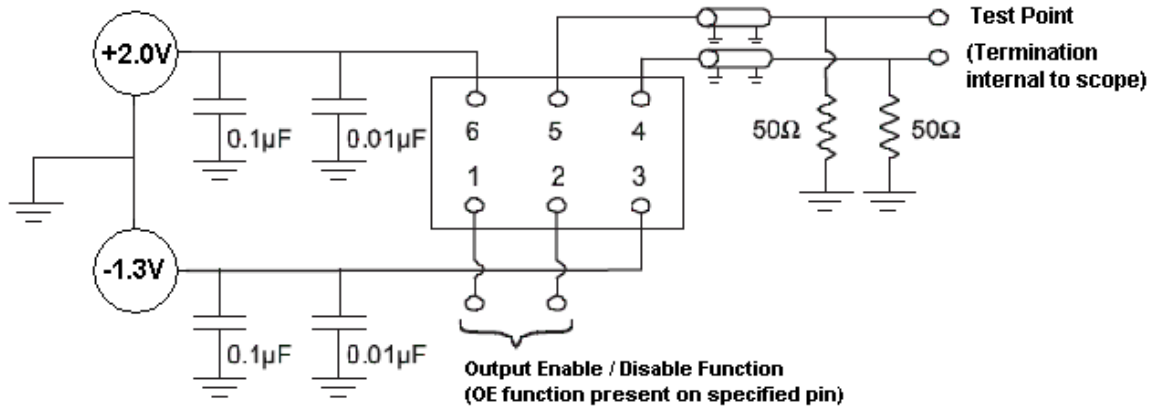 +2.0V
0.1µF
0.01µF
6
5
4
1
2
3
Test Point
(Termination
internal to scope)
50Ω
50Ω
-1.3V
0.1µF
0.01µF
Output Enable / Disable Function
(OE function present on specified pin)